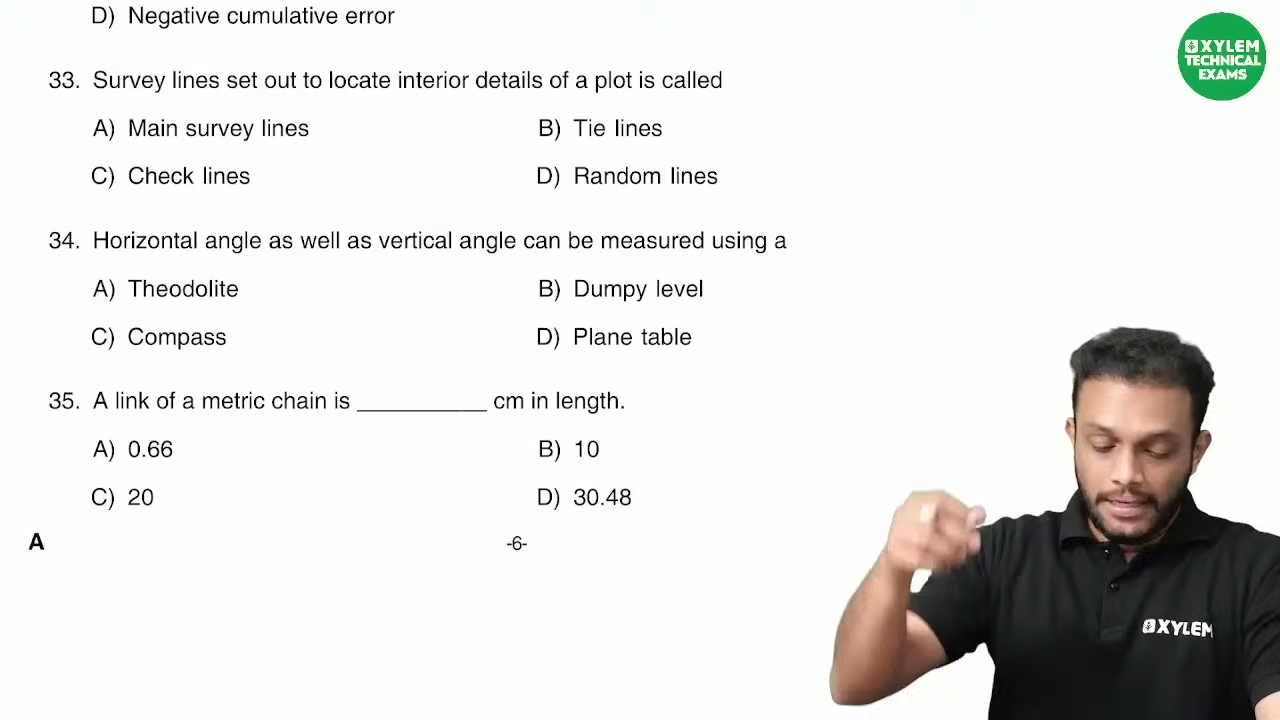 D) Negative cumulative error
33. Survey lines set out to locate interior details of a plot is called
A) Main survey lines B) Tie lines
C) Check lines D) Random lines
34. Horizontal angle as well as vertical angle can be measured using a
A) Theodolite B) Dumpy level
C) Compass D) Plane table
35. A link of a metric chain is __________ cm in length.
A) 0.66 B) 10
C) 20 D) 30.48
A -6-
XYLEM
TECHNICAL
EXAMS
XYLEM